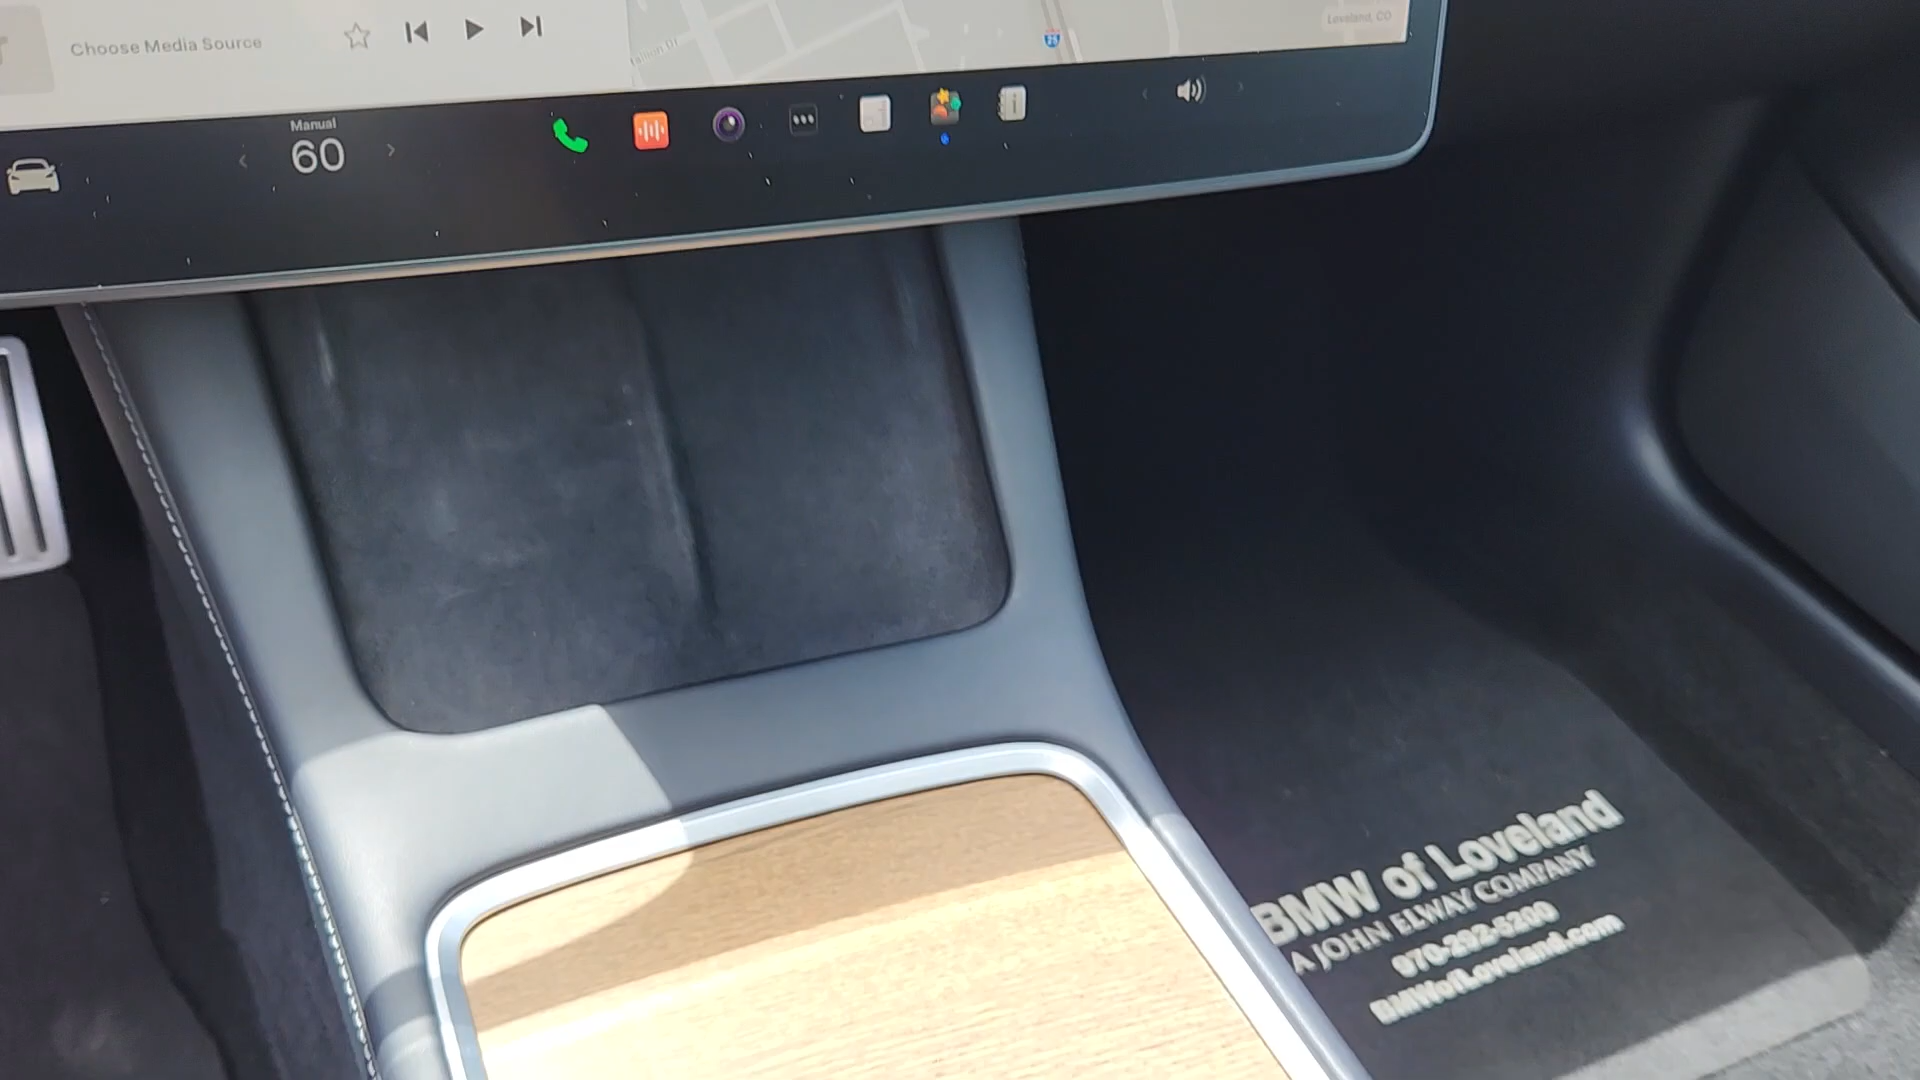 Choose Media Source
Loveland, CO
Manual
60
BMW of Loveland
A JOHN ELWAY COMPANY
970-292-5200
BMWofLoveland.com